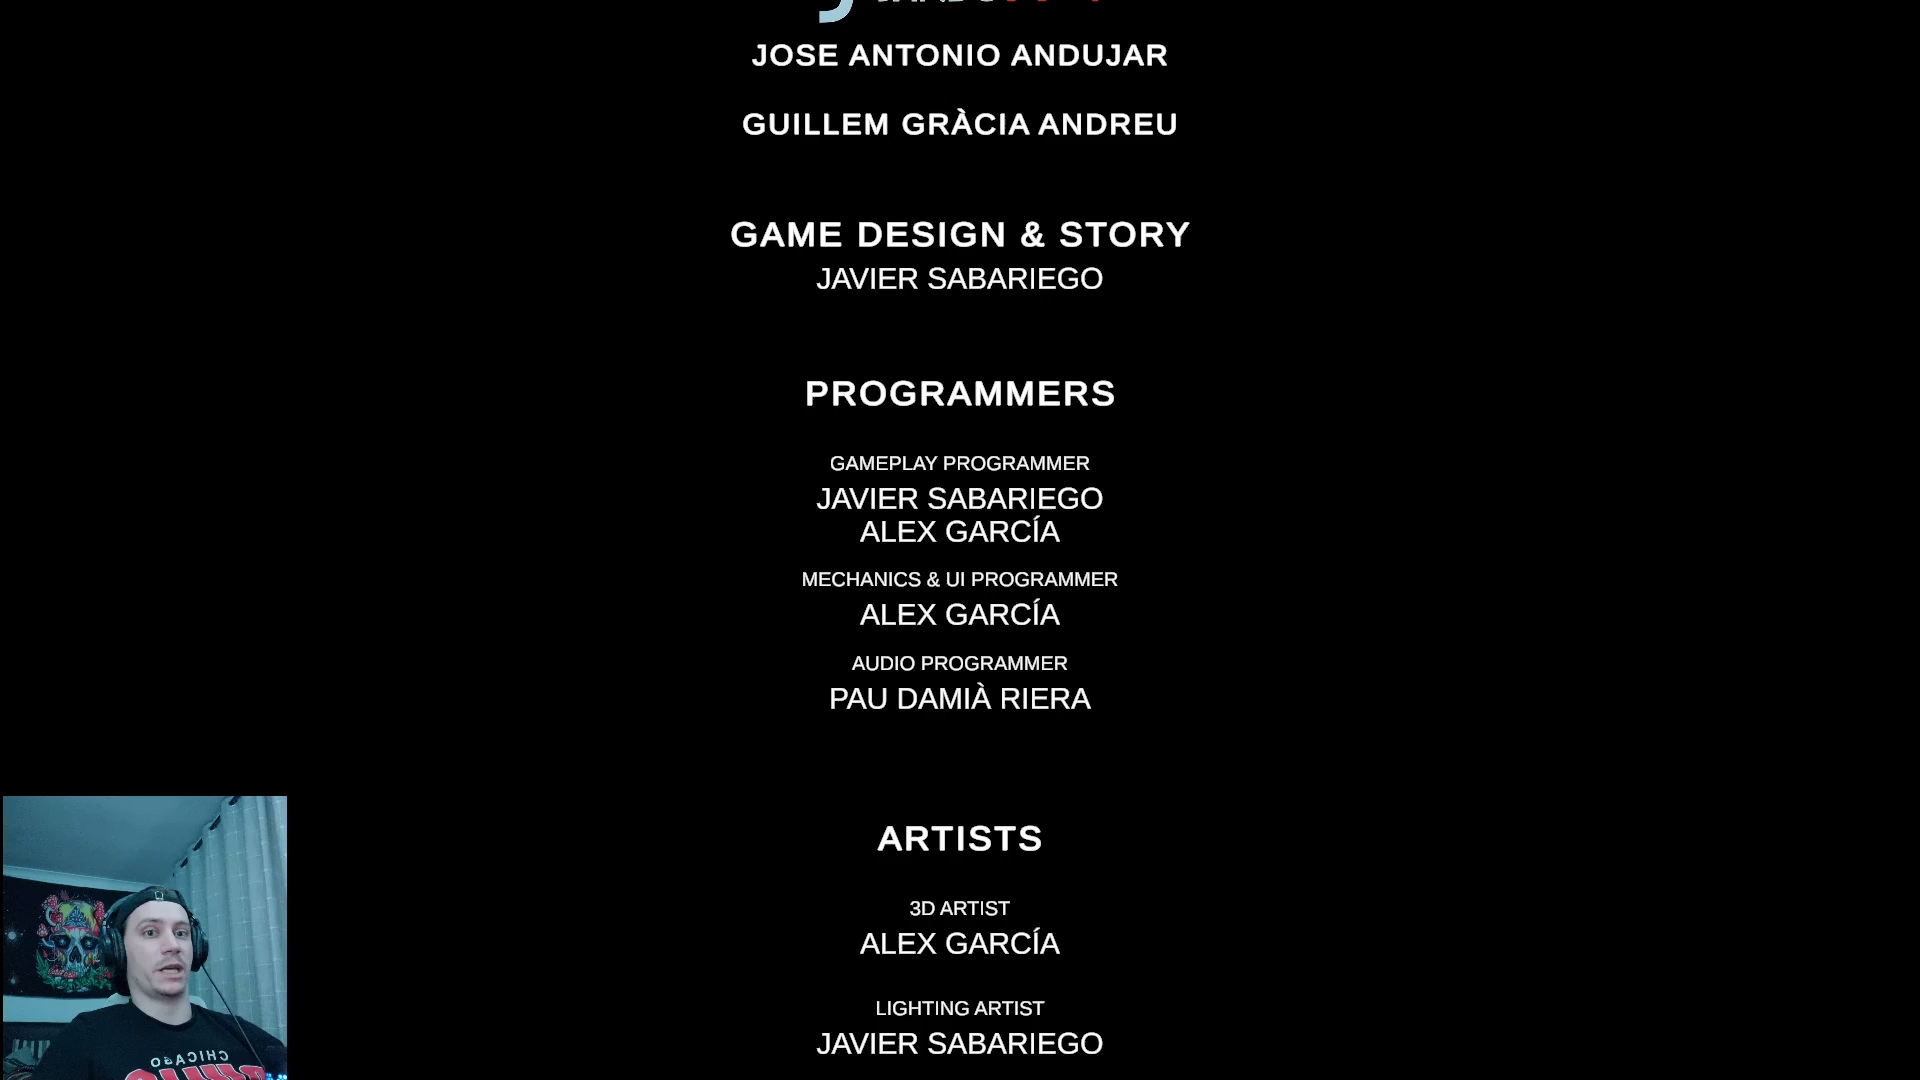 JOSE ANTONIO ANDUJAR
GUILLEM GRÀCIA ANDREU
GAME DESIGN & STORY
JAVIER SABARIEGO
PROGRAMMERS
GAMEPLAY PROGRAMMER
JAVIER SABARIEGO
ALEX GARCÍA
MECHANICS & UI PROGRAMMER
ALEX GARCÍA
AUDIO PROGRAMMER
PAU DAMIÀ RIERA
ARTISTS
3D ARTIST
ALEX GARCÍA
LIGHTING ARTIST
JAVIER SABARIEGO
CHICAGO